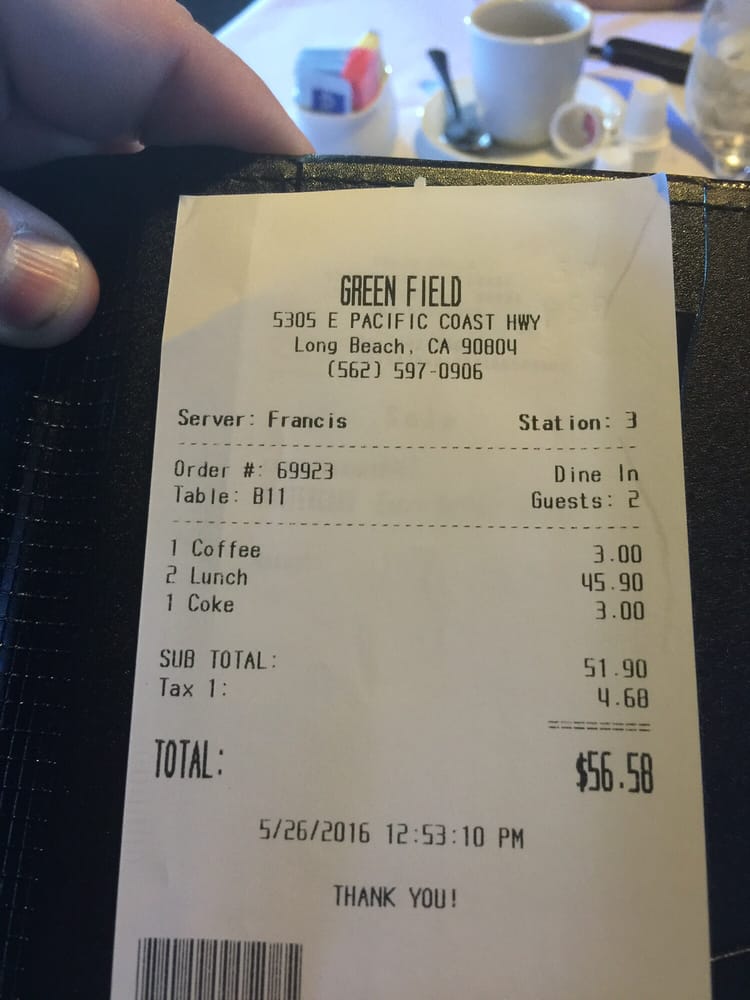 GREEN FIELD
5305 E PACIFIC COAST HWY
Long Beach, CA 90804
(562) 597-0906
Server: Francis Station: 3
Order #: 69923 Dine In
Table: B11 Guests: 2
1 Coffee 3.00
2 Lunch 45.90
1 Coke 3.00
SUB TOTAL: 51.90
Tax 1: 4.68
TOTAL: $56.58
5/26/2016 12:53:10 PM
THANK YOU!